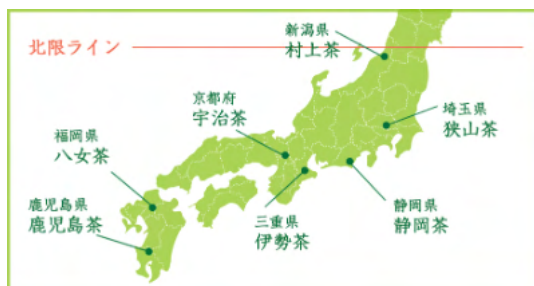 北限ライン
新潟県
村上茶
京都府
宇治茶
埼玉県
狭山茶
福岡県
八女茶
鹿児島県
鹿児島茶
三重県
伊勢茶
静岡県
静岡茶